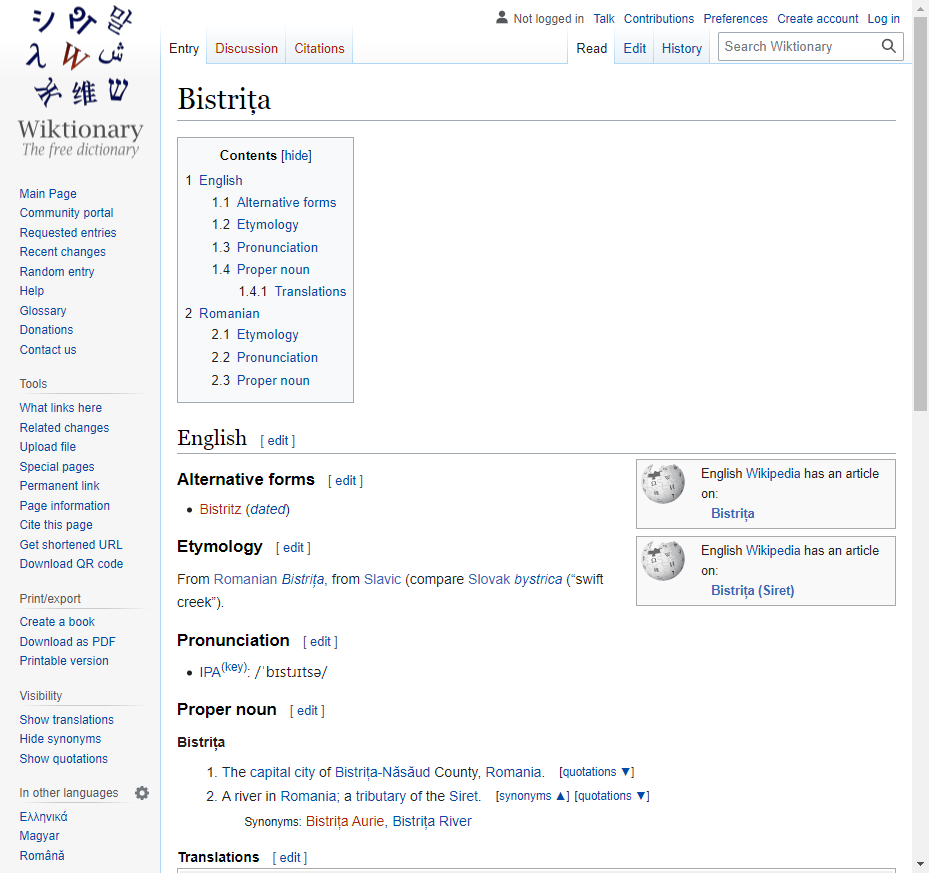 Not logged in Talk Contributions Preferences Create account Log in
Entry Discussion Citations Read Edit History Search Wiktionary
Wiktionary
The free dictionary
Main Page
Community portal
Requested entries
Recent changes
Random entry
Help
Glossary
Donations
Contact us
Tools
What links here
Related changes
Upload file
Special pages
Permanent link
Page information
Cite this page
Get shortened URL
Download QR code
Print/export
Create a book
Download as PDF
Printable version
Visibility
Show translations
Hide synonyms
Show quotations
In other languages
Ελληνικά
Magyar
Română
Bistrița
Contents [hide]
1 English
1.1 Alternative forms
1.2 Etymology
1.3 Pronunciation
1.4 Proper noun
1.4.1 Translations
2 Romanian
2.1 Etymology
2.2 Pronunciation
2.3 Proper noun
English [ edit ]
English Wikipedia has an article
on:
Bistrița
English Wikipedia has an article
on:
Bistrița (Siret)
Alternative forms [ edit ]
• Bistritz (dated)
Etymology [ edit ]
From Romanian Bistrița, from Slavic (compare Slovak bystrica (“swift
creek”).
Pronunciation [ edit ]
• IPA(key): /ˈbɪstɹɪtsə/
Proper noun [ edit ]
Bistrița
1. The capital city of Bistrița-Năsăud County, Romania. [quotations ▼]
2. A river in Romania; a tributary of the Siret. [synonyms ▲] [quotations ▼]
Synonyms: Bistrița Aurie, Bistrița River
Translations [ edit ]